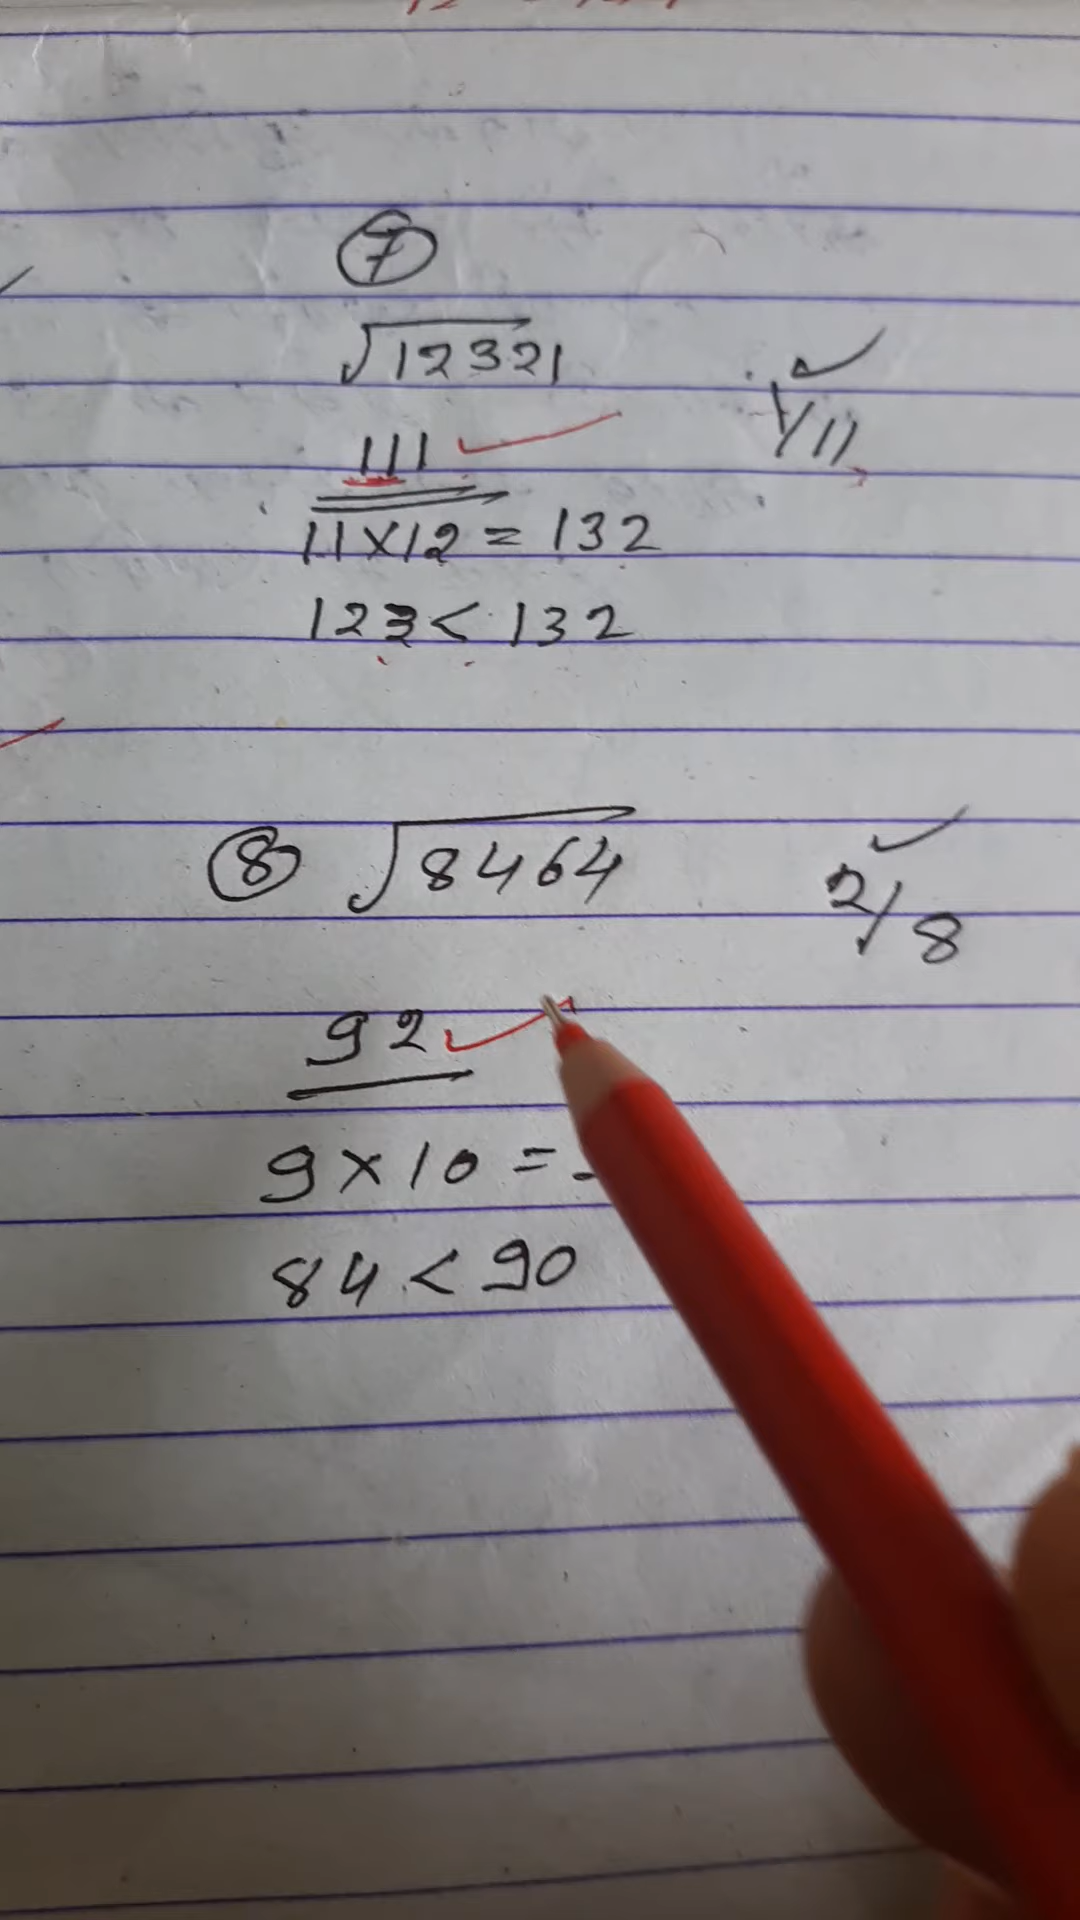 7
√12321
111
1/11
11×12 = 132
123 < 132
8 √8464
2/8
92
9×10 =
84 < 90